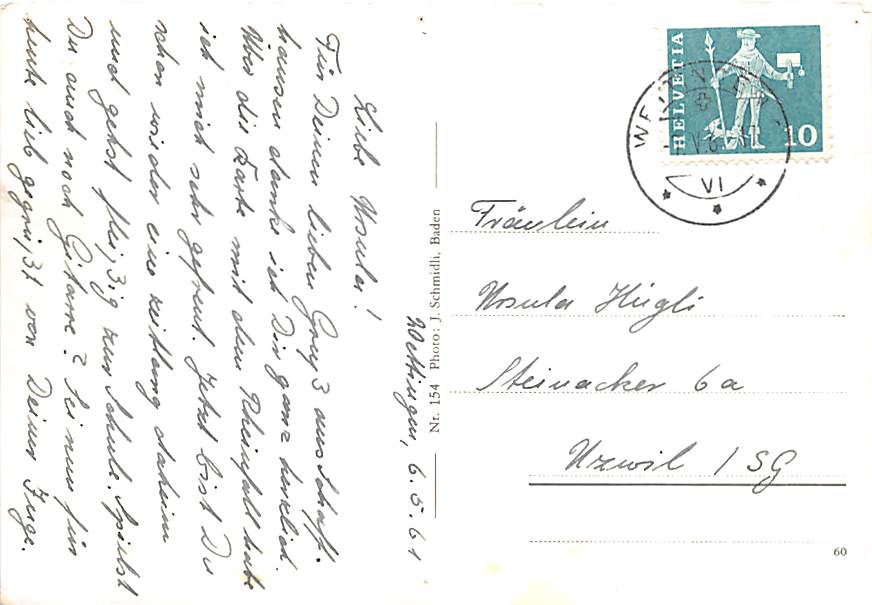 Wettingen, 6.5.61
Liebe Ursula!
Für Deinen lieben Gruß aus Schaff-
hausen danke ich Dir ganz herzlich.
Über die Karte mit dem Rheinfall habe
ich mich sehr gefreut. Jetzt bist Du
schon wieder eine zeitlang daheim
und gehst fleißig zur Schule. Spielst
Du auch noch Gitarre? Sei nun für
heute lieb gegrüßt von Deiner Inge.
Nr. 154 Photo: J. Schmidli, Baden
HELVETIA
10
WETTINGEN
VI
Fräulein
Ursula Hügli
Steinacker 6a
Uzwil / SG
60